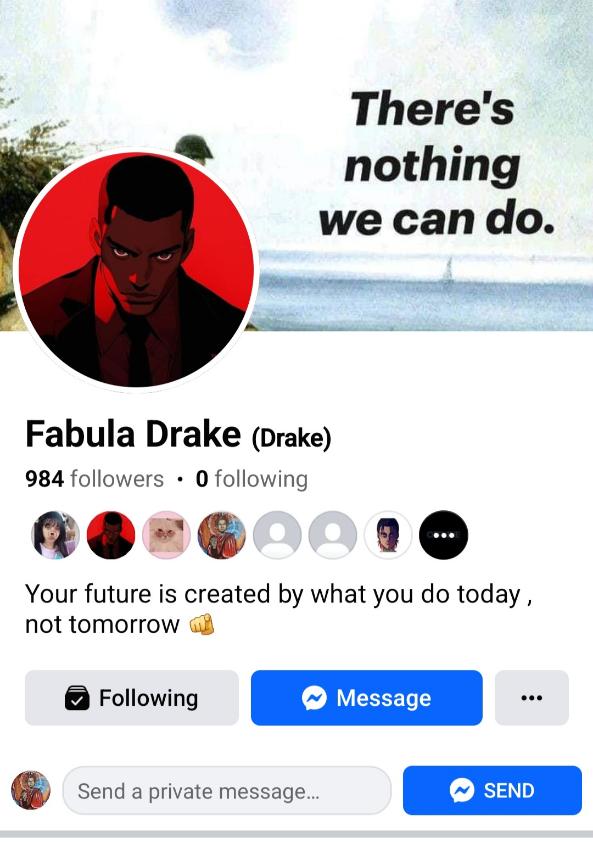 There's
nothing
we can do.
Fabula Drake (Drake)
984 followers • 0 following
Your future is created by what you do today ,
not tomorrow 🫵
Following
Message
Send a private message...
SEND